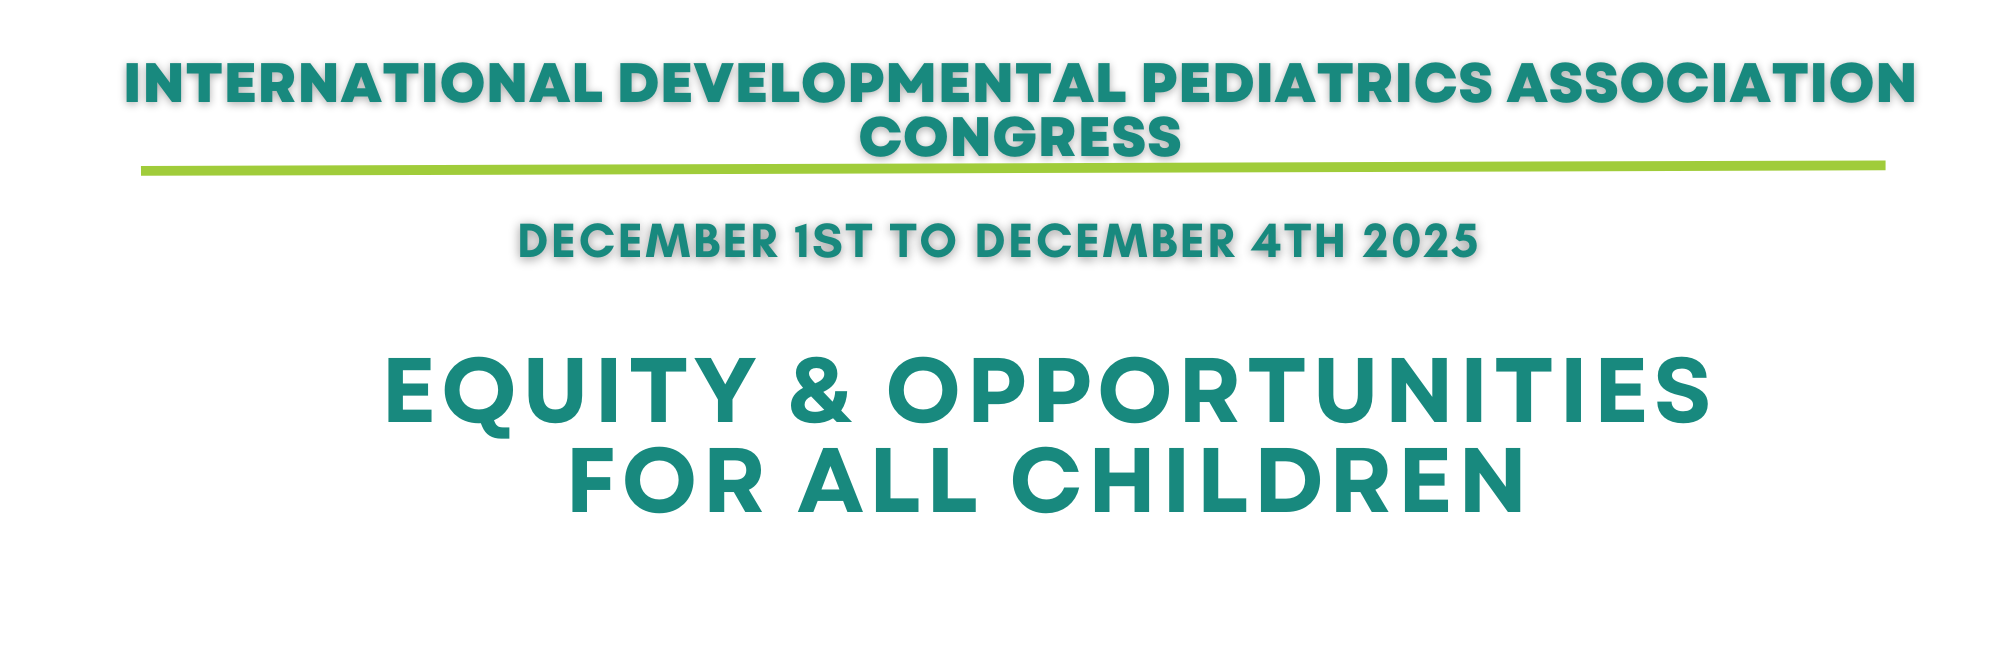 INTERNATIONAL DEVELOPMENTAL PEDIATRICS ASSOCIATION
CONGRESS
DECEMBER 1ST TO DECEMBER 4TH 2025
EQUITY & OPPORTUNITIES
FOR ALL CHILDREN